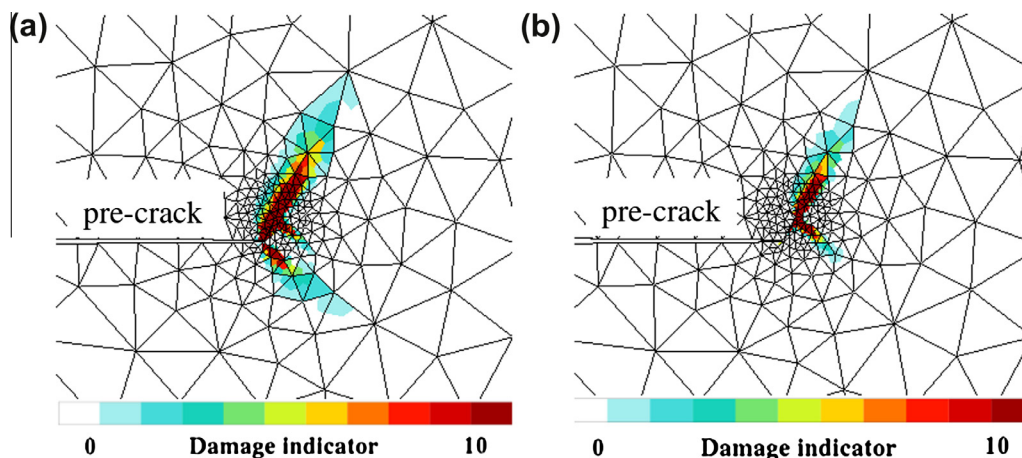 (a)
pre-crack
0 Damage indicator 10
(b)
pre-crack
0 Damage indicator 10